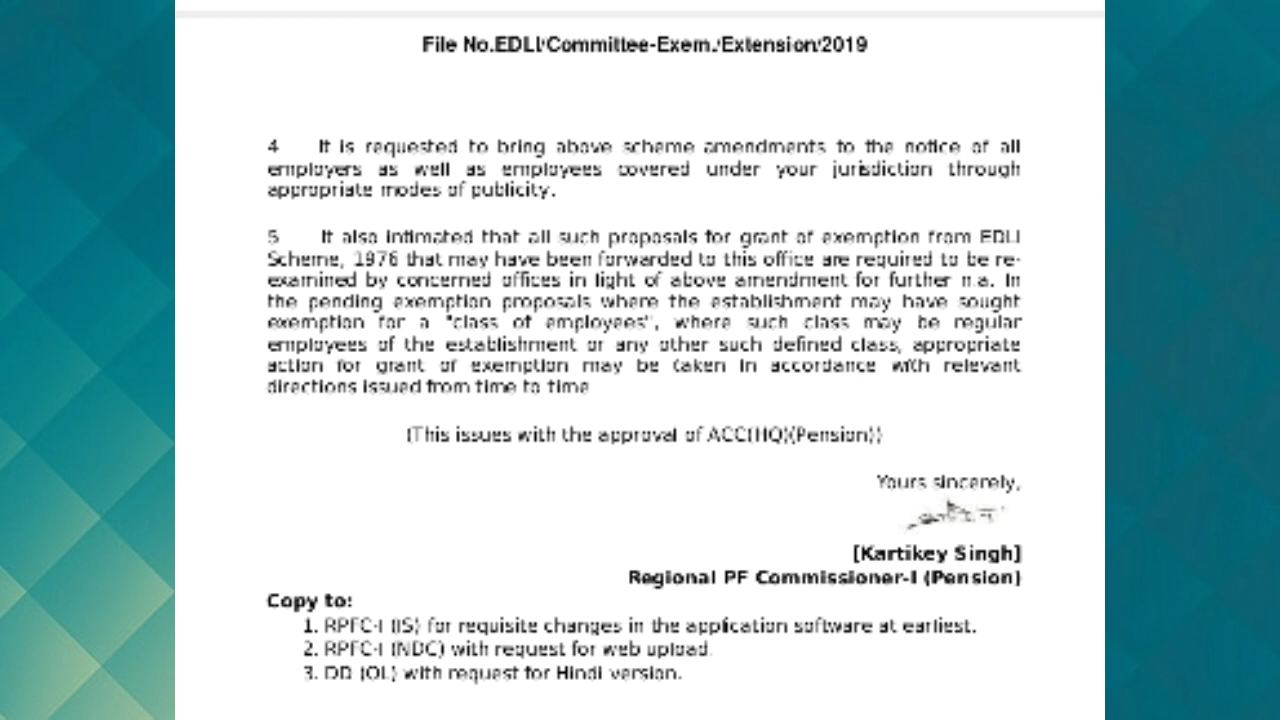 File No.EDLI/Committee-Exem./Extension/2019
4 It is requested to bring above scheme amendments to the notice of all
employers as well as employees covered under your jurisdiction through
appropriate modes of publicity.
5 It also intimated that all such proposals for grant of exemption from EDLI
Scheme, 1976 that may have been forwarded to this office are required to be re-
examined by concerned offices in light of above amendment for further n.a. In
the pending exemption proposals where the establishment may have sought
exemption for a "class of employees", where such class may be regular
employees of the establishment or any other such defined class, appropriate
action for grant of exemption may be taken in accordance with relevant
directions issued from time to time
(This issues with the approval of ACC(HQ)(Pension))
Yours sincerely,
[Kartikey Singh]
Regional PF Commissioner-I (Pension)
Copy to:
1. RPFC-I (IS) for requisite changes in the application software at earliest.
2. RPFC-I (NDC) with request for web upload.
3. DD (OL) with request for Hindi version.